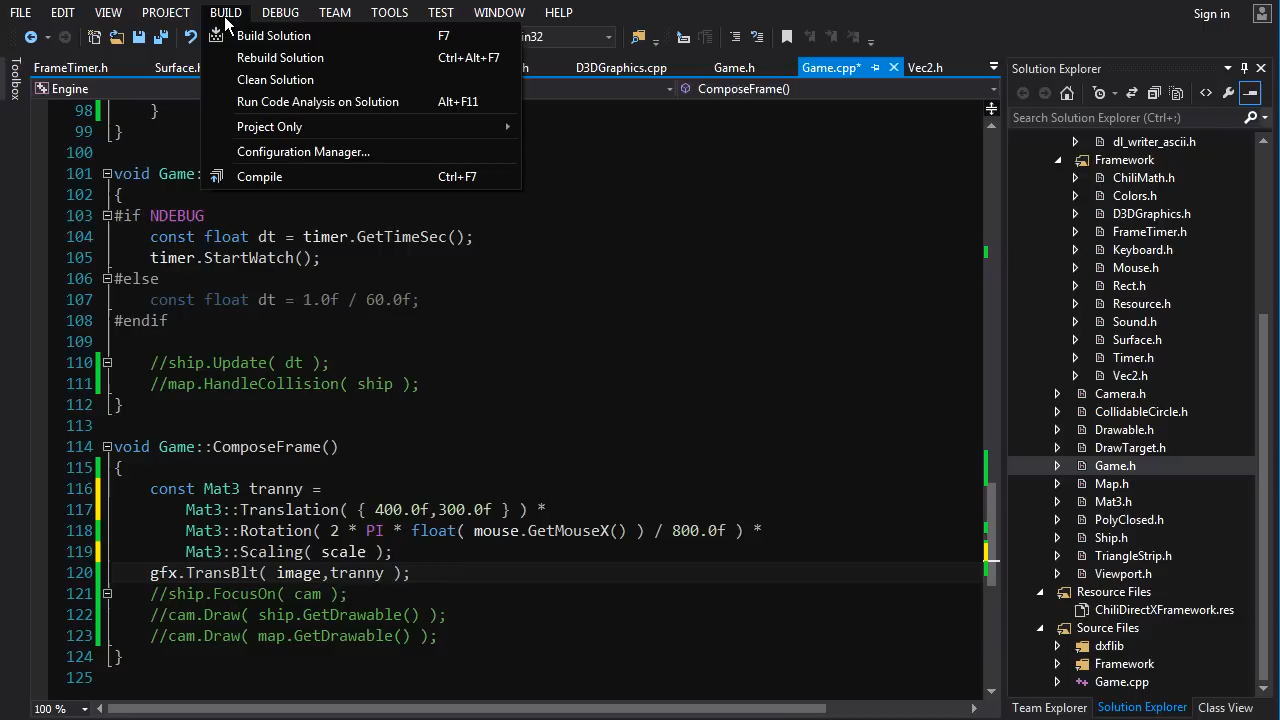 FILE EDIT VIEW PROJECT BUILD DEBUG TEAM TOOLS TEST WINDOW HELP Sign in
Build Solution F7
Rebuild Solution Ctrl+Alt+F7
Clean Solution
Run Code Analysis on Solution Alt+F11
Project Only
Configuration Manager...
Compile Ctrl+F7
in32
Toolbox
FrameTimer.h Surface.h D3DGraphics.cpp Game.h Game.cpp* Vec2.h
Engine ComposeFrame()
98 }
99 }
100
101 void Game:
102 {
103 #if NDEBUG
104 const float dt = timer.GetTimeSec();
105 timer.StartWatch();
106 #else
107 const float dt = 1.0f / 60.0f;
108 #endif
109
110 //ship.Update( dt );
111 //map.HandleCollision( ship );
112 }
113
114 void Game::ComposeFrame()
115 {
116 const Mat3 tranny =
117 Mat3::Translation( { 400.0f,300.0f } ) *
118 Mat3::Rotation( 2 * PI * float( mouse.GetMouseX() ) / 800.0f ) *
119 Mat3::Scaling( scale );
120 gfx.TransBlt( image,tranny );
121 //ship.FocusOn( cam );
122 //cam.Draw( ship.GetDrawable() );
123 //cam.Draw( map.GetDrawable() );
124 }
125
100 %
Solution Explorer
Search Solution Explorer (Ctrl+:)
dl_writer_ascii.h
Framework
ChiliMath.h
Colors.h
D3DGraphics.h
FrameTimer.h
Keyboard.h
Mouse.h
Rect.h
Resource.h
Sound.h
Surface.h
Timer.h
Vec2.h
Camera.h
CollidableCircle.h
Drawable.h
DrawTarget.h
Game.h
Map.h
Mat3.h
PolyClosed.h
Ship.h
TriangleStrip.h
Viewport.h
Resource Files
ChiliDirectXFramework.res
Source Files
dxflib
Framework
Game.cpp
Team Explorer Solution Explorer Class View